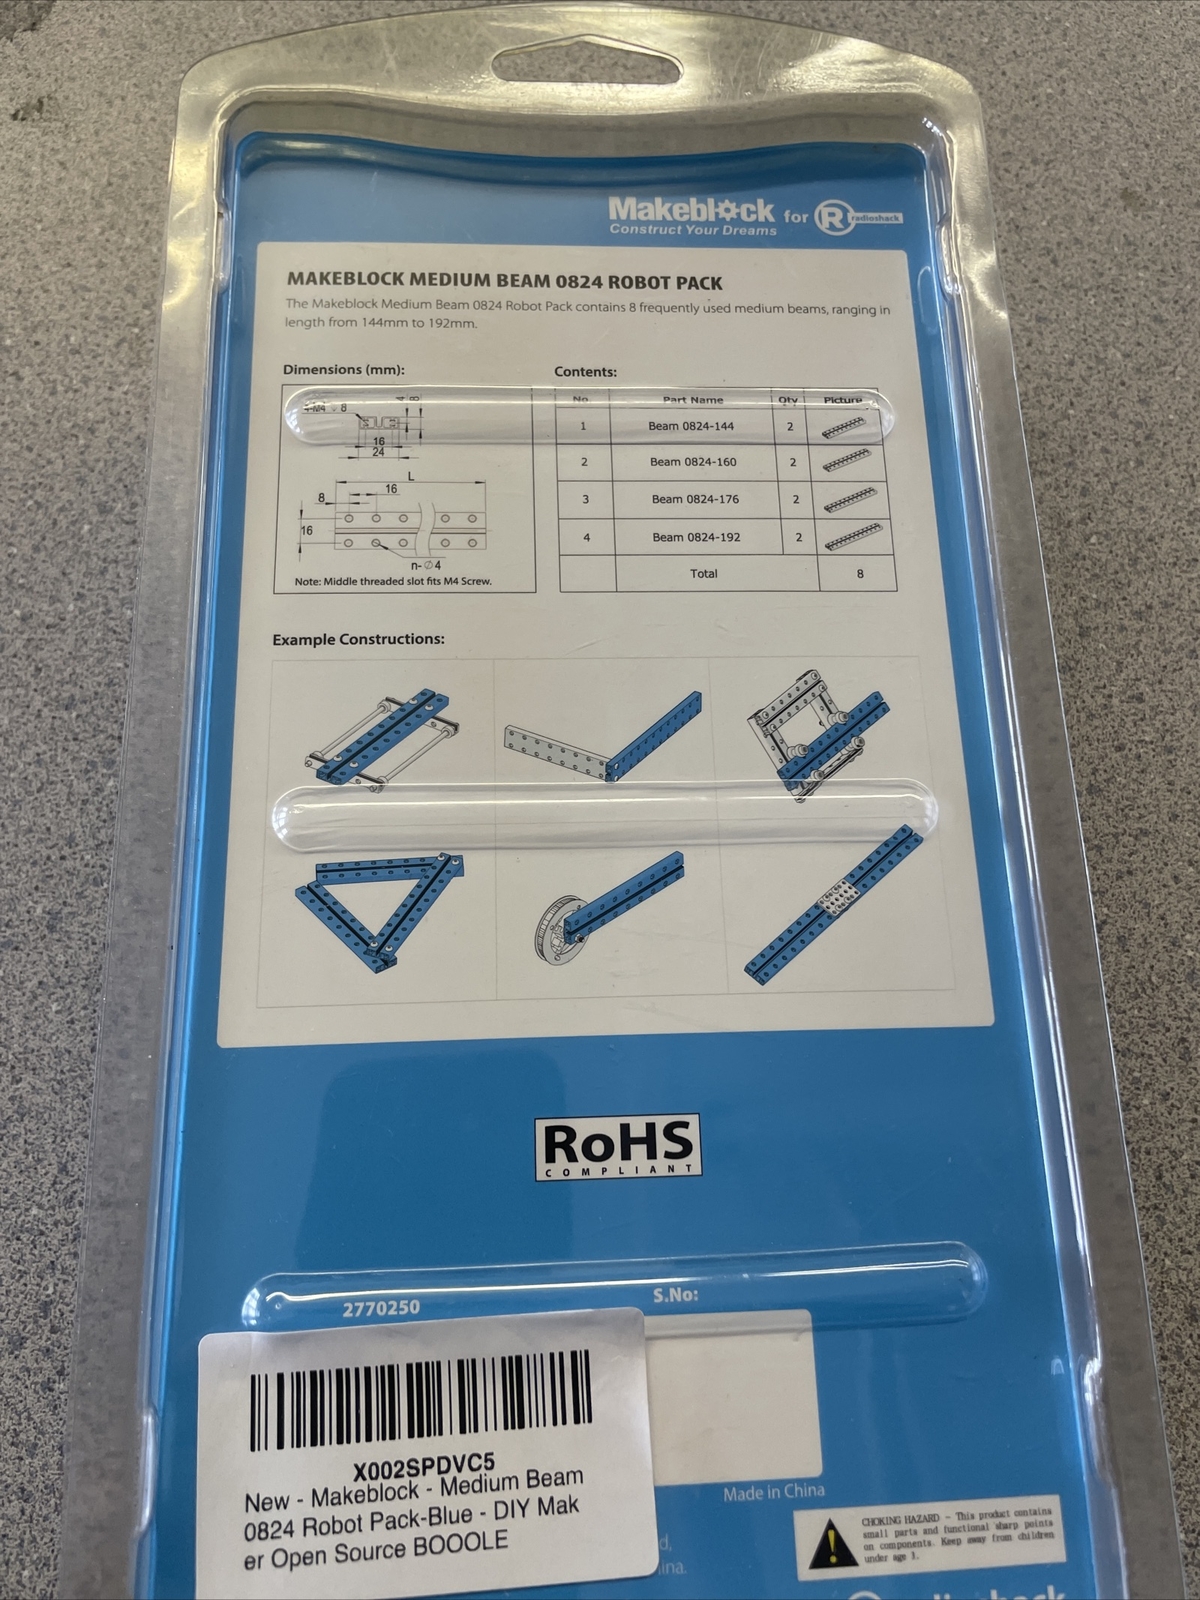 Makeblock for R radioshack
Construct Your Dreams
MAKEBLOCK MEDIUM BEAM 0824 ROBOT PACK
The Makeblock Medium Beam 0824 Robot Pack contains 8 frequently used medium beams, ranging in
length from 144mm to 192mm.
Dimensions (mm):
8
4
8
16
24
L
16
8
16
n-∅4
Note: Middle threaded slot fits M4 Screw.
Contents:
No Part Name Qty Picture
1 Beam 0824-144 2
2 Beam 0824-160 2
3 Beam 0824-176 2
4 Beam 0824-192 2
Total 8
Example Constructions:
RoHS
COMPLIANT
2770250
S.No:
X002SPDVC5
New - Makeblock - Medium Beam
0824 Robot Pack-Blue - DIY Mak
er Open Source BOOOLE
Made in China
CHOKING HAZARD - This product contains
small parts and functional sharp points
on components. Keep away from children
under age 3.
radioshack